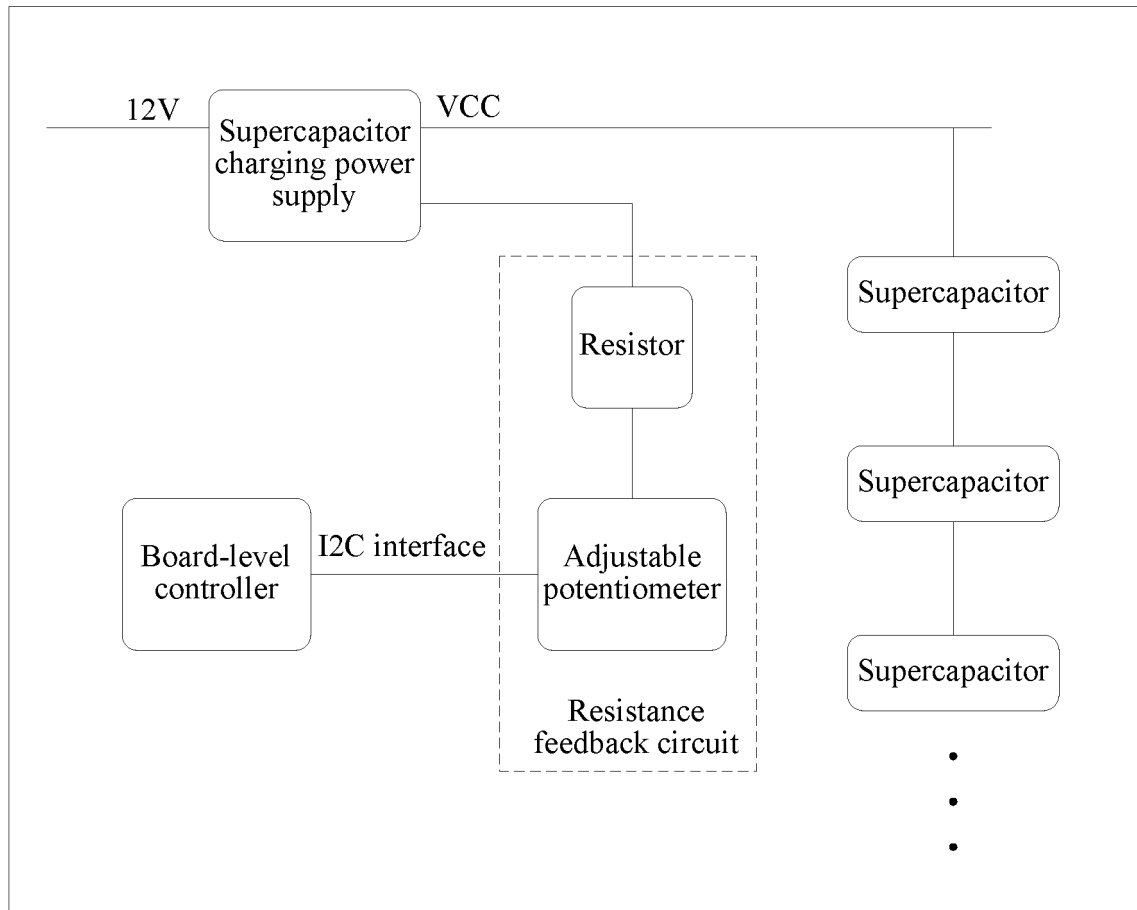 12V
Supercapacitor
charging power
supply
VCC
Supercapacitor
Resistor
Supercapacitor
Board-level
controller
I2C interface
Adjustable
potentiometer
Supercapacitor
Resistance
feedback circuit